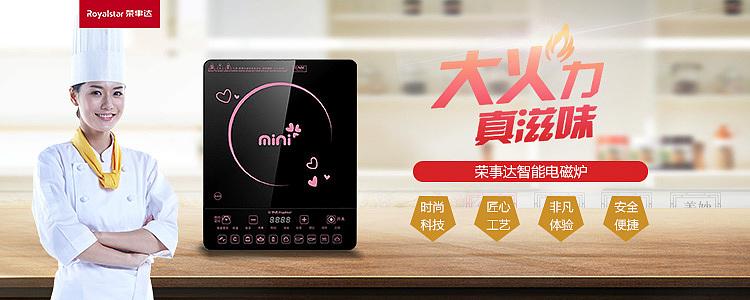 Royalstar 荣事达
大火力
真滋味
mini
荣事达智能电磁炉
时尚
科技
匠心
工艺
非凡
体验
安全
便捷
8888